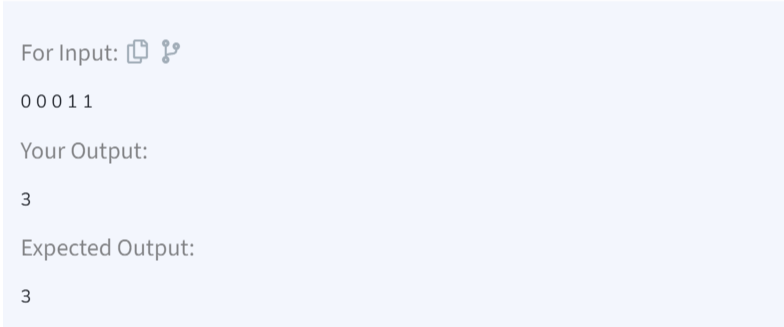 For Input:
0 0 0 1 1
Your Output:
3
Expected Output:
3